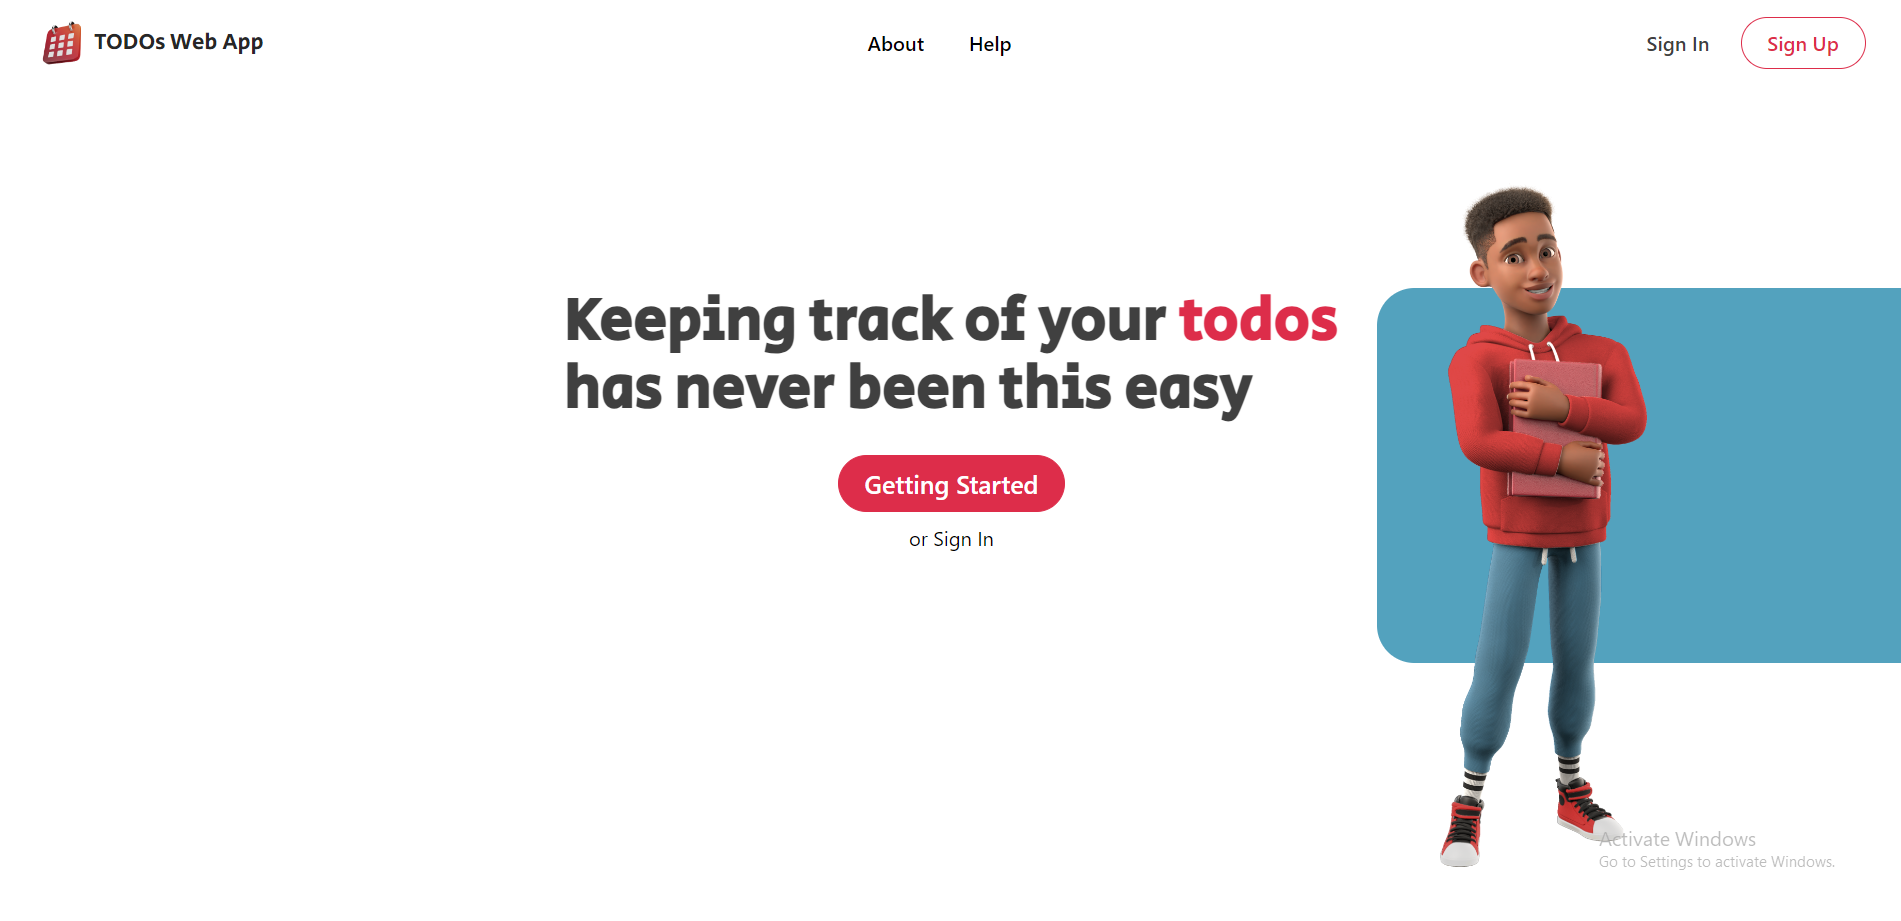 TODOs Web App
About
Help
Sign In
Sign Up
Keeping track of your todos
has never been this easy
Getting Started
or Sign In
Activate Windows
Go to Settings to activate Windows.